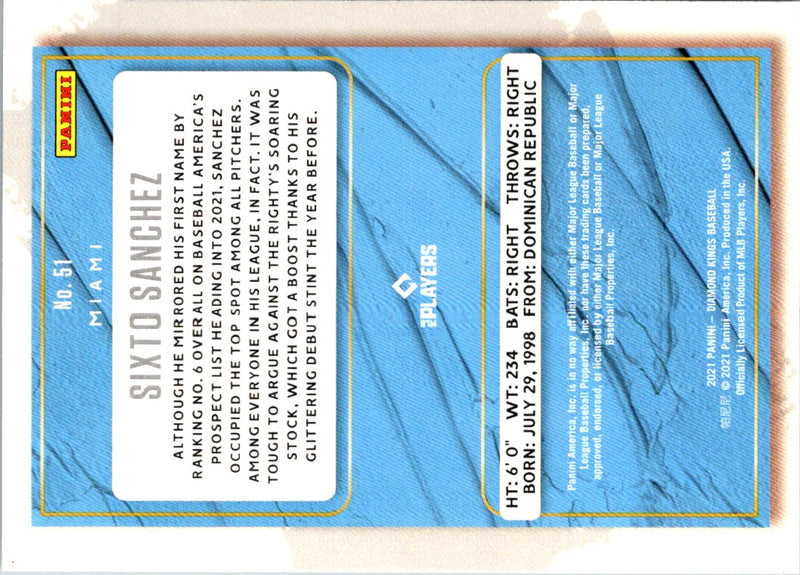 PANINI
No. 51
MIAMI
SIXTO SANCHEZ
ALTHOUGH HE MIRRORED HIS FIRST NAME BY
RANKING NO. 6 OVERALL ON BASEBALL AMERICA'S
PROSPECT LIST HEADING INTO 2021, SANCHEZ
OCCUPIED THE TOP SPOT AMONG ALL PITCHERS.
AMONG EVERYONE IN HIS LEAGUE, IN FACT. IT WAS
TOUGH TO ARGUE AGAINST THE RIGHTY'S SOARING
STOCK, WHICH GOT A BOOST THANKS TO HIS
GLITTERING DEBUT STINT THE YEAR BEFORE.
MLB PLAYERS
HT: 6' 0" WT: 234 BATS: RIGHT THROWS: RIGHT
BORN: JULY 29, 1998 FROM: DOMINICAN REPUBLIC
Panini America, Inc. is in no way affiliated with either Major League Baseball or Major
League Baseball Properties, Inc. nor have these trading cards been prepared,
approved, endorsed, or licensed by either Major League Baseball or Major League
Baseball Properties, Inc.
2021 PANINI – DIAMOND KINGS BASEBALL
帕尼尼 © 2021 Panini America, Inc. Produced in the USA.
Officially Licensed Product of MLB Players, Inc.